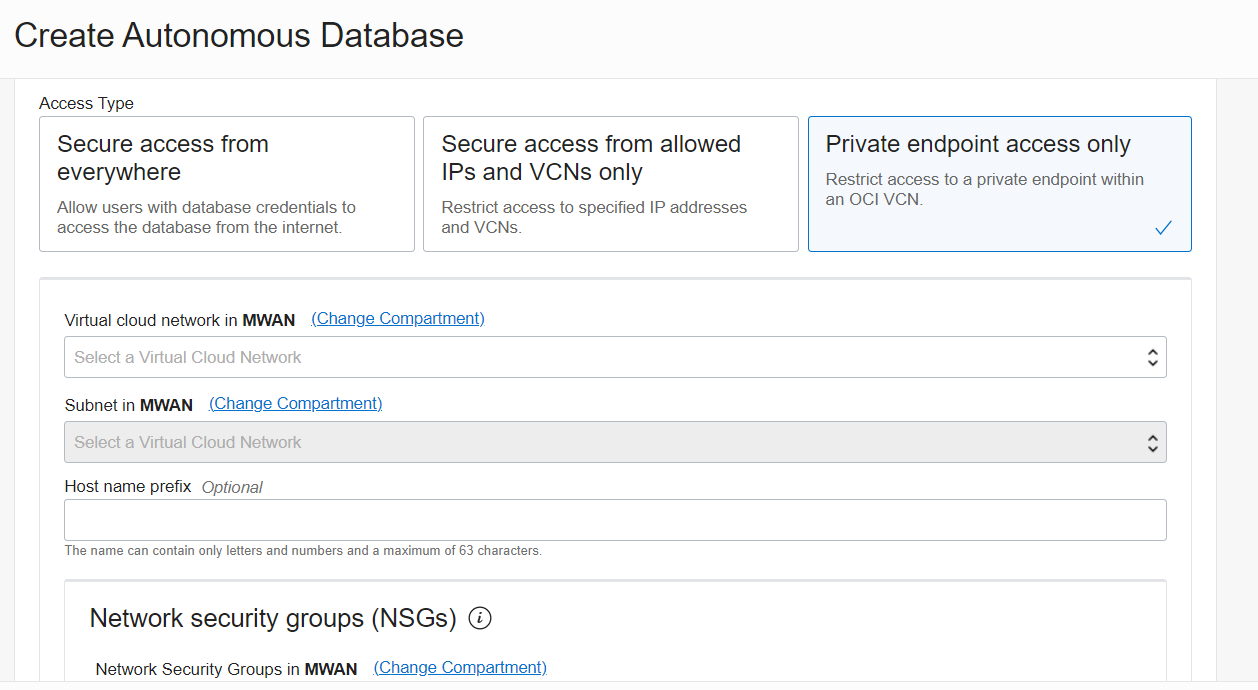 Create Autonomous Database
Access Type
Secure access from
everywhere
Allow users with database credentials to
access the database from the internet.
Secure access from allowed
IPs and VCNs only
Restrict access to specified IP addresses
and VCNs.
Private endpoint access only
Restrict access to a private endpoint within
an OCI VCN.
Virtual cloud network in MWAN (Change Compartment)
Select a Virtual Cloud Network
Subnet in MWAN (Change Compartment)
Select a Virtual Cloud Network
Host name prefix Optional
The name can contain only letters and numbers and a maximum of 63 characters.
Network security groups (NSGs) i
Network Security Groups in MWAN (Change Compartment)